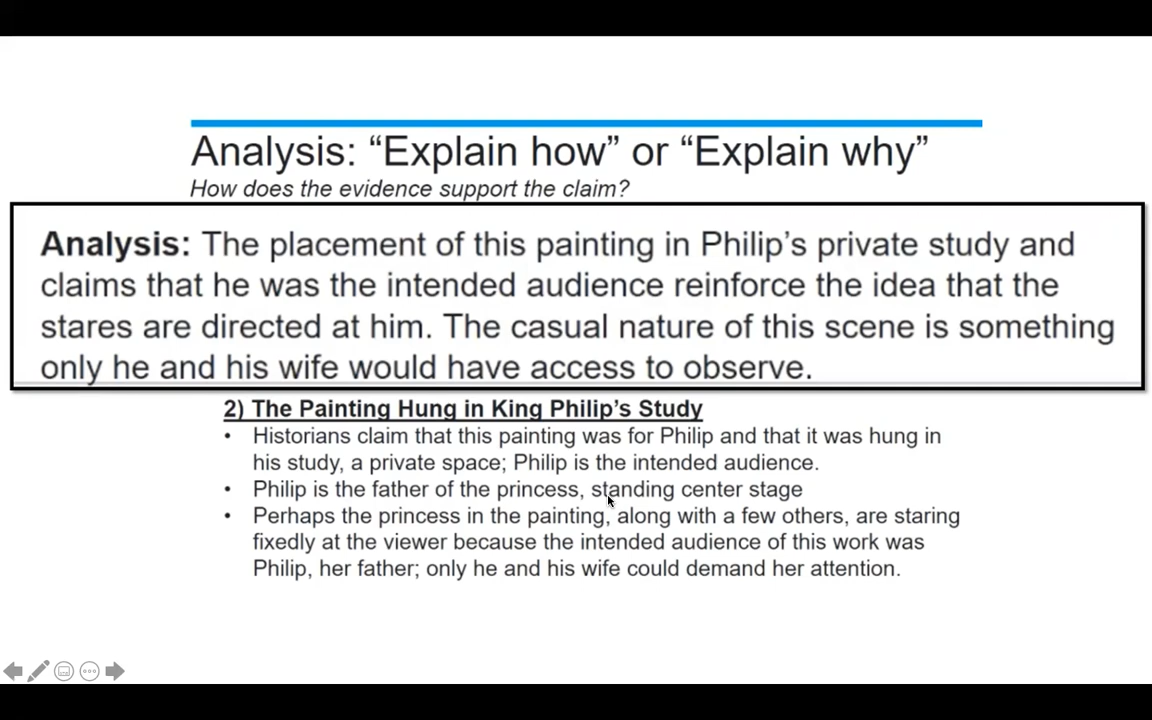 Analysis: “Explain how” or “Explain why”
How does the evidence support the claim?
Analysis: The placement of this painting in Philip’s private study and
claims that he was the intended audience reinforce the idea that the
stares are directed at him. The casual nature of this scene is something
only he and his wife would have access to observe.
2) The Painting Hung in King Philip’s Study
• Historians claim that this painting was for Philip and that it was hung in
his study, a private space; Philip is the intended audience.
• Philip is the father of the princess, standing center stage
• Perhaps the princess in the painting, along with a few others, are staring
fixedly at the viewer because the intended audience of this work was
Philip, her father; only he and his wife could demand her attention.